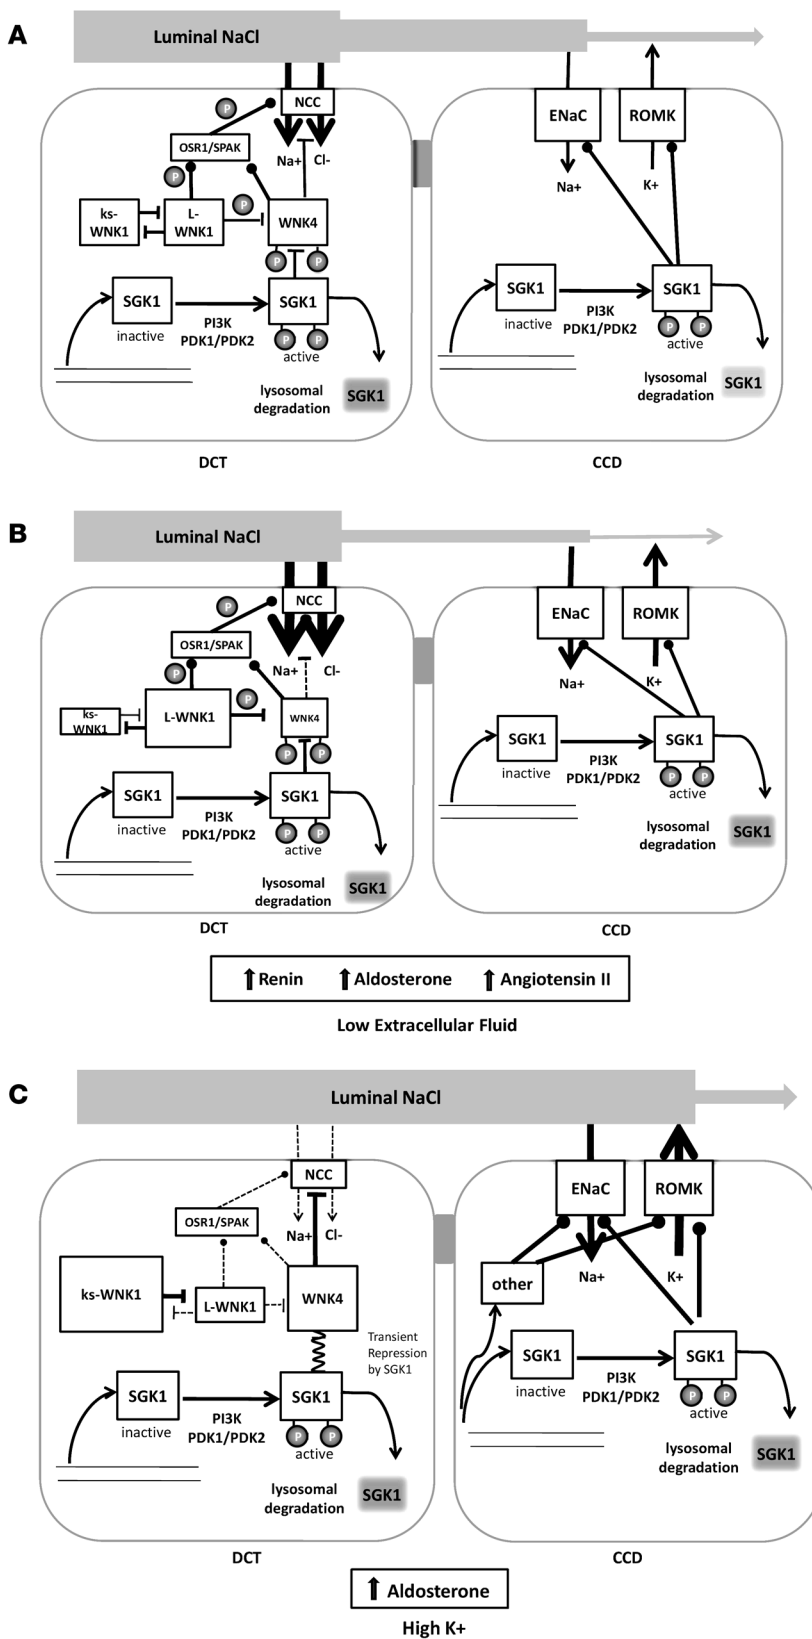 A
Luminal NaCl
P
NCC
OSR1/SPAK
Na+
Cl-
P
P
ks-
WNK1
L-
WNK1
WNK4
P
P
SGK1
inactive
PI3K
PDK1/PDK2
SGK1
P
P
active
lysosomal
degradation
SGK1
DCT
ENaC
ROMK
Na+
K+
SGK1
inactive
PI3K
PDK1/PDK2
SGK1
P
P
active
lysosomal
degradation
SGK1
CCD
B
Luminal NaCl
P
NCC
OSR1/SPAK
Na+
Cl-
P
P
ks-
WNK1
L-WNK1
WNK4
P
P
SGK1
inactive
PI3K
PDK1/PDK2
SGK1
P
P
active
lysosomal
degradation
SGK1
DCT
ENaC
ROMK
Na+
K+
SGK1
inactive
PI3K
PDK1/PDK2
SGK1
P
P
active
lysosomal
degradation
SGK1
CCD
Renin
Aldosterone
Angiotensin II
Low Extracellular Fluid
C
Luminal NaCl
NCC
OSR1/SPAK
Na+
Cl-
ks-WNK1
L-WNK1
WNK4
Transient
Repression
by SGK1
SGK1
inactive
PI3K
PDK1/PDK2
SGK1
P
P
active
lysosomal
degradation
SGK1
DCT
ENaC
ROMK
other
Na+
K+
SGK1
inactive
PI3K
PDK1/PDK2
SGK1
P
P
active
lysosomal
degradation
SGK1
CCD
Aldosterone
High K+